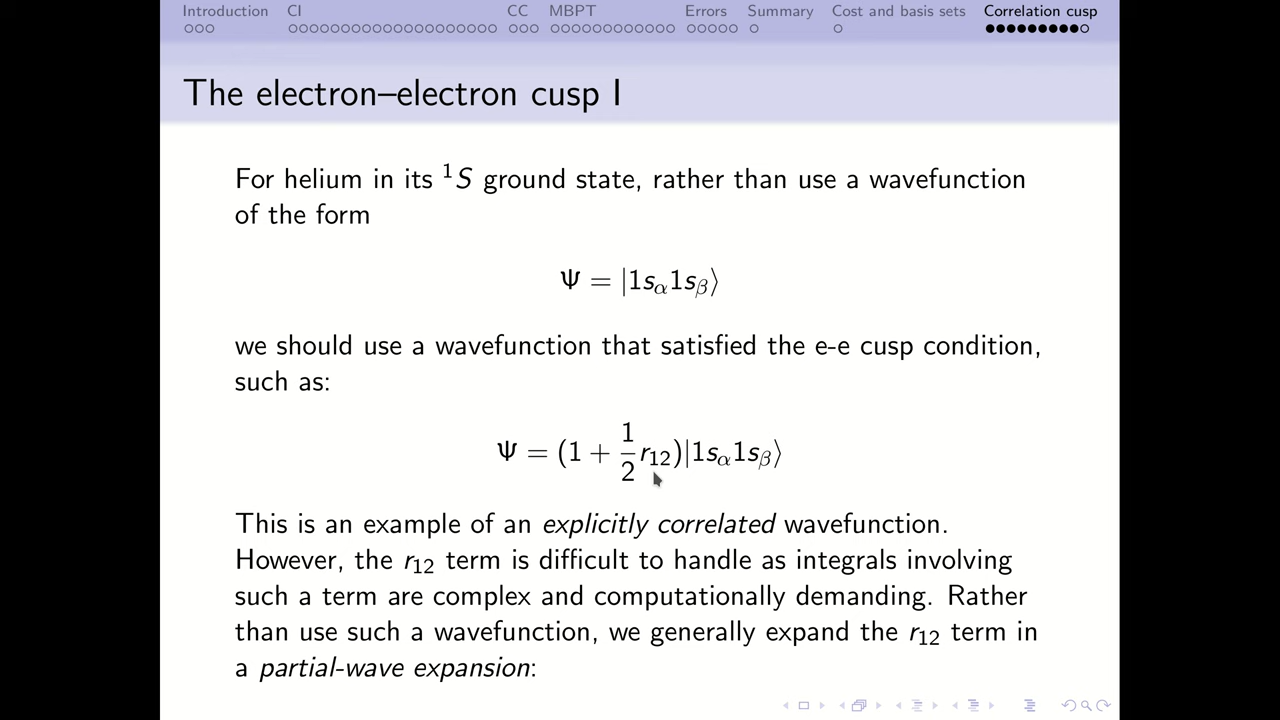 Introduction CI CC MBPT Errors Summary Cost and basis sets Correlation cusp
The electron–electron cusp I
For helium in its ¹S ground state, rather than use a wavefunction
of the form
Ψ = |1sα1sβ⟩
we should use a wavefunction that satisfied the e-e cusp condition,
such as:
Ψ = (1 + 1/2 r₁₂)|1sα1sβ⟩
This is an example of an explicitly correlated wavefunction.
However, the r₁₂ term is difficult to handle as integrals involving
such a term are complex and computationally demanding. Rather
than use such a wavefunction, we generally expand the r₁₂ term in
a partial-wave expansion: